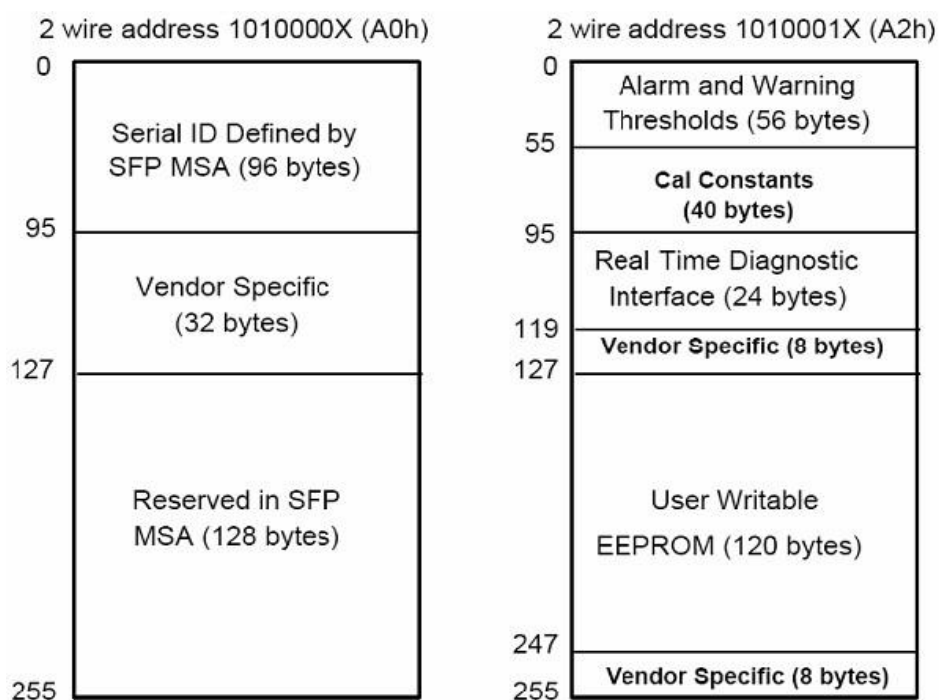 2 wire address 1010000X (A0h)
0
Serial ID Defined by
SFP MSA (96 bytes)
95
Vendor Specific
(32 bytes)
127
Reserved in SFP
MSA (128 bytes)
255
2 wire address 1010001X (A2h)
0
Alarm and Warning
Thresholds (56 bytes)
55
Cal Constants
(40 bytes)
95
Real Time Diagnostic
Interface (24 bytes)
119
Vendor Specific (8 bytes)
127
User Writable
EEPROM (120 bytes)
247
Vendor Specific (8 bytes)
255